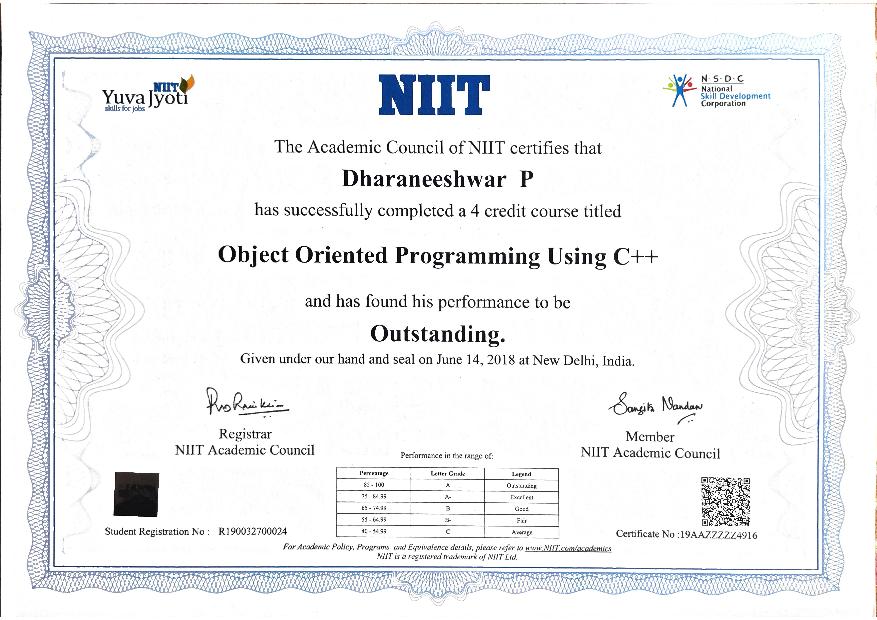 NIIT
Yuva Jyoti
skills for jobs
NIIT
N·S·D·C
National
Skill Development
Corporation
The Academic Council of NIIT certifies that
Dharaneeshwar P
has successfully completed a 4 credit course titled
Object Oriented Programming Using C++
and has found his performance to be
Outstanding.
Given under our hand and seal on June 14, 2018 at New Delhi, India.
Sangita Nandan
Registrar
NIIT Academic Council
Member
NIIT Academic Council
Performance in the range of:
Percentage Letter Grade Legend
85 - 100 A Outstanding
75 - 84.99 A- Excellent
65 - 74.99 B Good
55 - 64.99 B- Fair
40 - 54.99 C Average
Student Registration No : R190032700024
Certificate No :19AAZZZZZ4916
For Academic Policy, Programs and Equivalence details, please refer to www.NIIT.com/academics
NIIT is a registered trademark of NIIT Ltd.